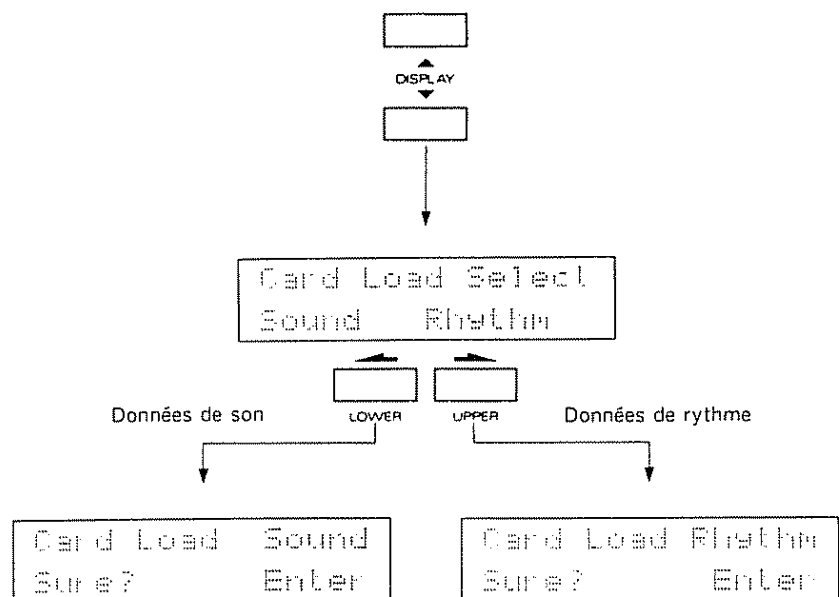 DISPLAY
Card Load Select
Sound Rhythm
Données de son LOWER UPPER Données de rythme
Card Load Sound
Sure? Enter
Card Load Rhythm
Sure? Enter